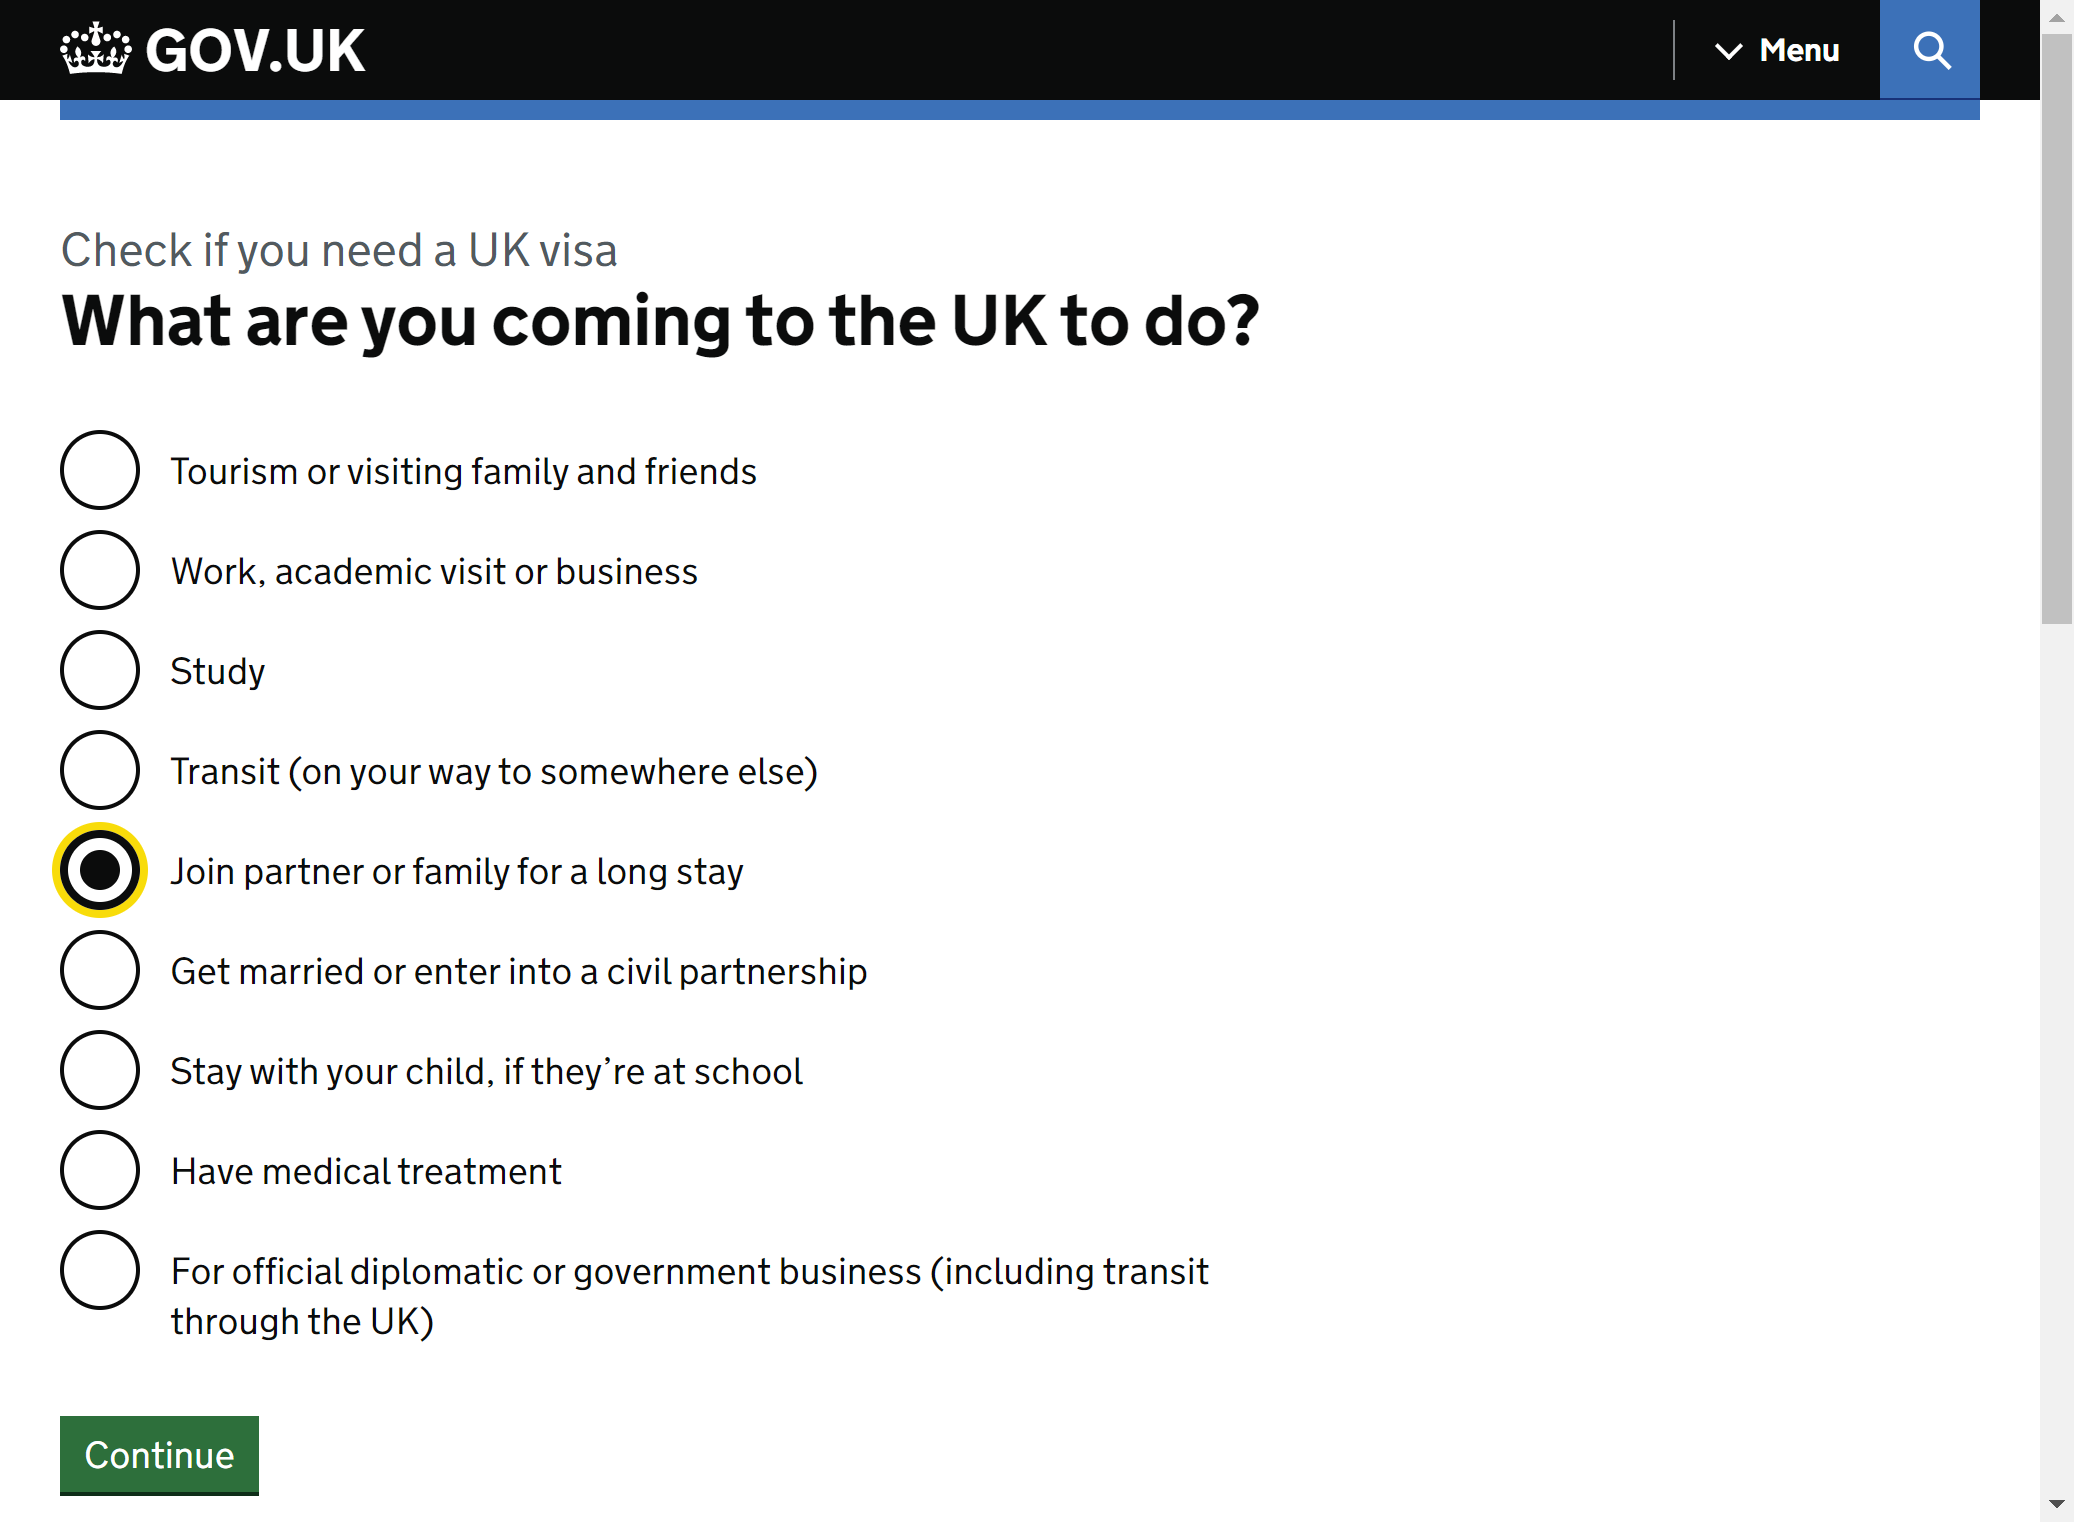 GOV.UK
Menu
Check if you need a UK visa
What are you coming to the UK to do?
Tourism or visiting family and friends
Work, academic visit or business
Study
Transit (on your way to somewhere else)
Join partner or family for a long stay
Get married or enter into a civil partnership
Stay with your child, if they’re at school
Have medical treatment
For official diplomatic or government business (including transit
through the UK)
Continue